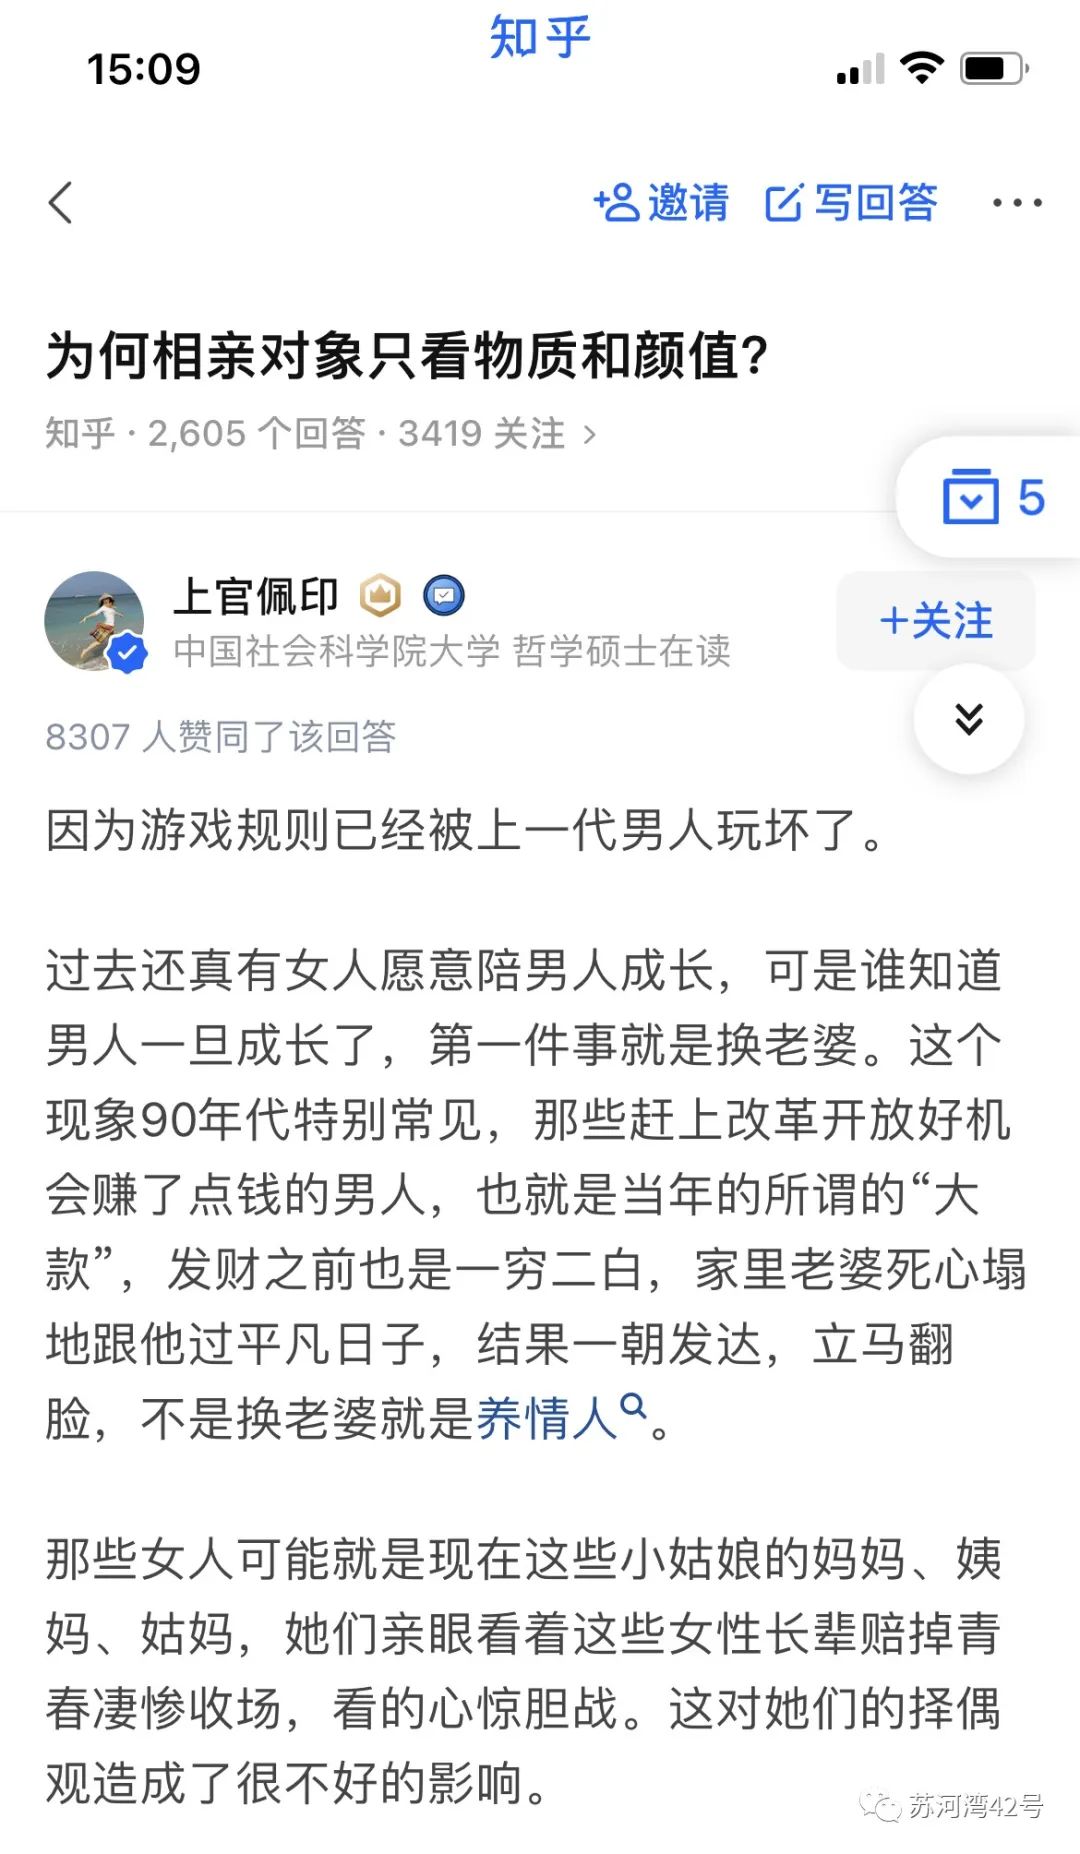 知乎
15:09
邀请 写回答
为何相亲对象只看物质和颜值?
知乎 · 2,605 个回答 · 3419 关注
5
上官佩印
中国社会科学院大学 哲学硕士在读
+关注
8307 人赞同了该回答
因为游戏规则已经被上一代男人玩坏了。
过去还真有女人愿意陪男人成长，可是谁知道
男人一旦成长了，第一件事就是换老婆。这个
现象90年代特别常见，那些赶上改革开放好机
会赚了点钱的男人，也就是当年的所谓的“大
款”，发财之前也是一穷二白，家里老婆死心塌
地跟他过平凡日子，结果一朝发达，立马翻
脸，不是换老婆就是养情人。
那些女人可能就是现在这些小姑娘的妈妈、姨
妈、姑妈，她们亲眼看着这些女性长辈赔掉青
春凄惨收场，看的心惊胆战。这对她们的择偶
观造成了很不好的影响。
苏河湾42号